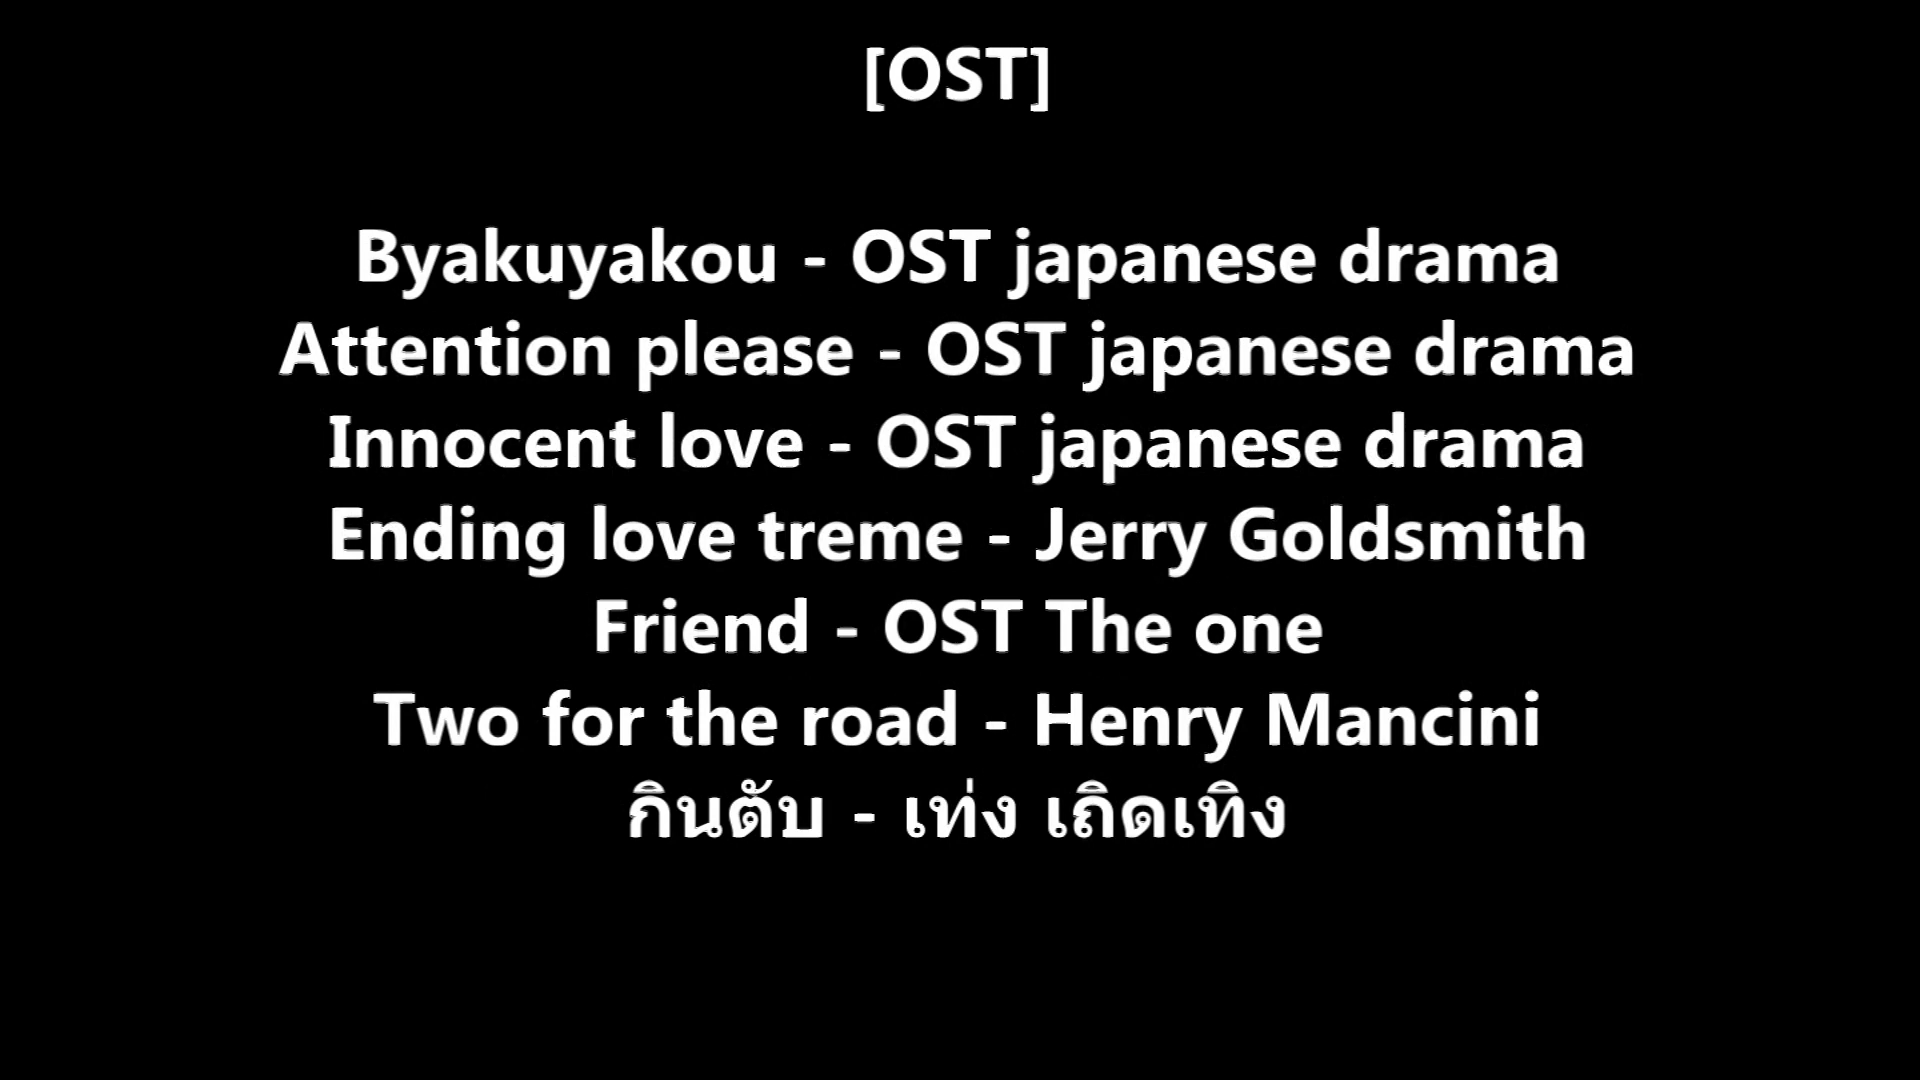 [OST]
Byakuyakou - OST japanese drama
Attention please - OST japanese drama
Innocent love - OST japanese drama
Ending love treme - Jerry Goldsmith
Friend - OST The one
Two for the road - Henry Mancini
กินตับ - เท่ง เถิดเทิง